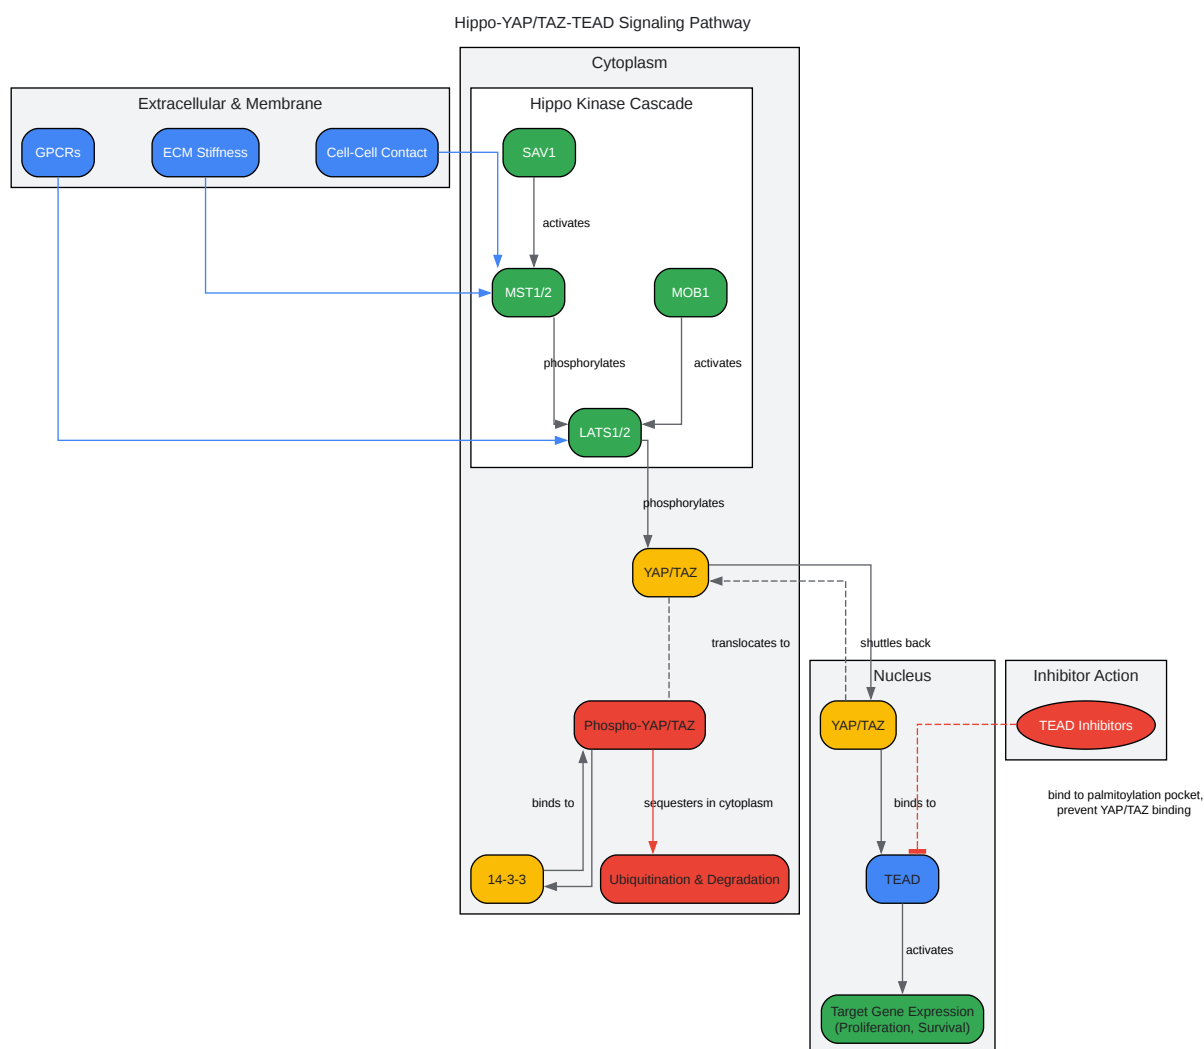 Hippo-YAP/TAZ-TEAD Signaling Pathway
Cytoplasm
Extracellular & Membrane
Hippo Kinase Cascade
GPCRs
ECM Stiffness
Cell-Cell Contact
SAV1
activates
MST1/2
MOB1
phosphorylates
activates
LATS1/2
phosphorylates
YAP/TAZ
translocates to
shuttles back
Nucleus
Inhibitor Action
Phospho-YAP/TAZ
YAP/TAZ
TEAD Inhibitors
binds to
sequesters in cytoplasm
binds to
bind to palmitoylation pocket,
prevent YAP/TAZ binding
14-3-3
Ubiquitination & Degradation
TEAD
activates
Target Gene Expression
(Proliferation, Survival)